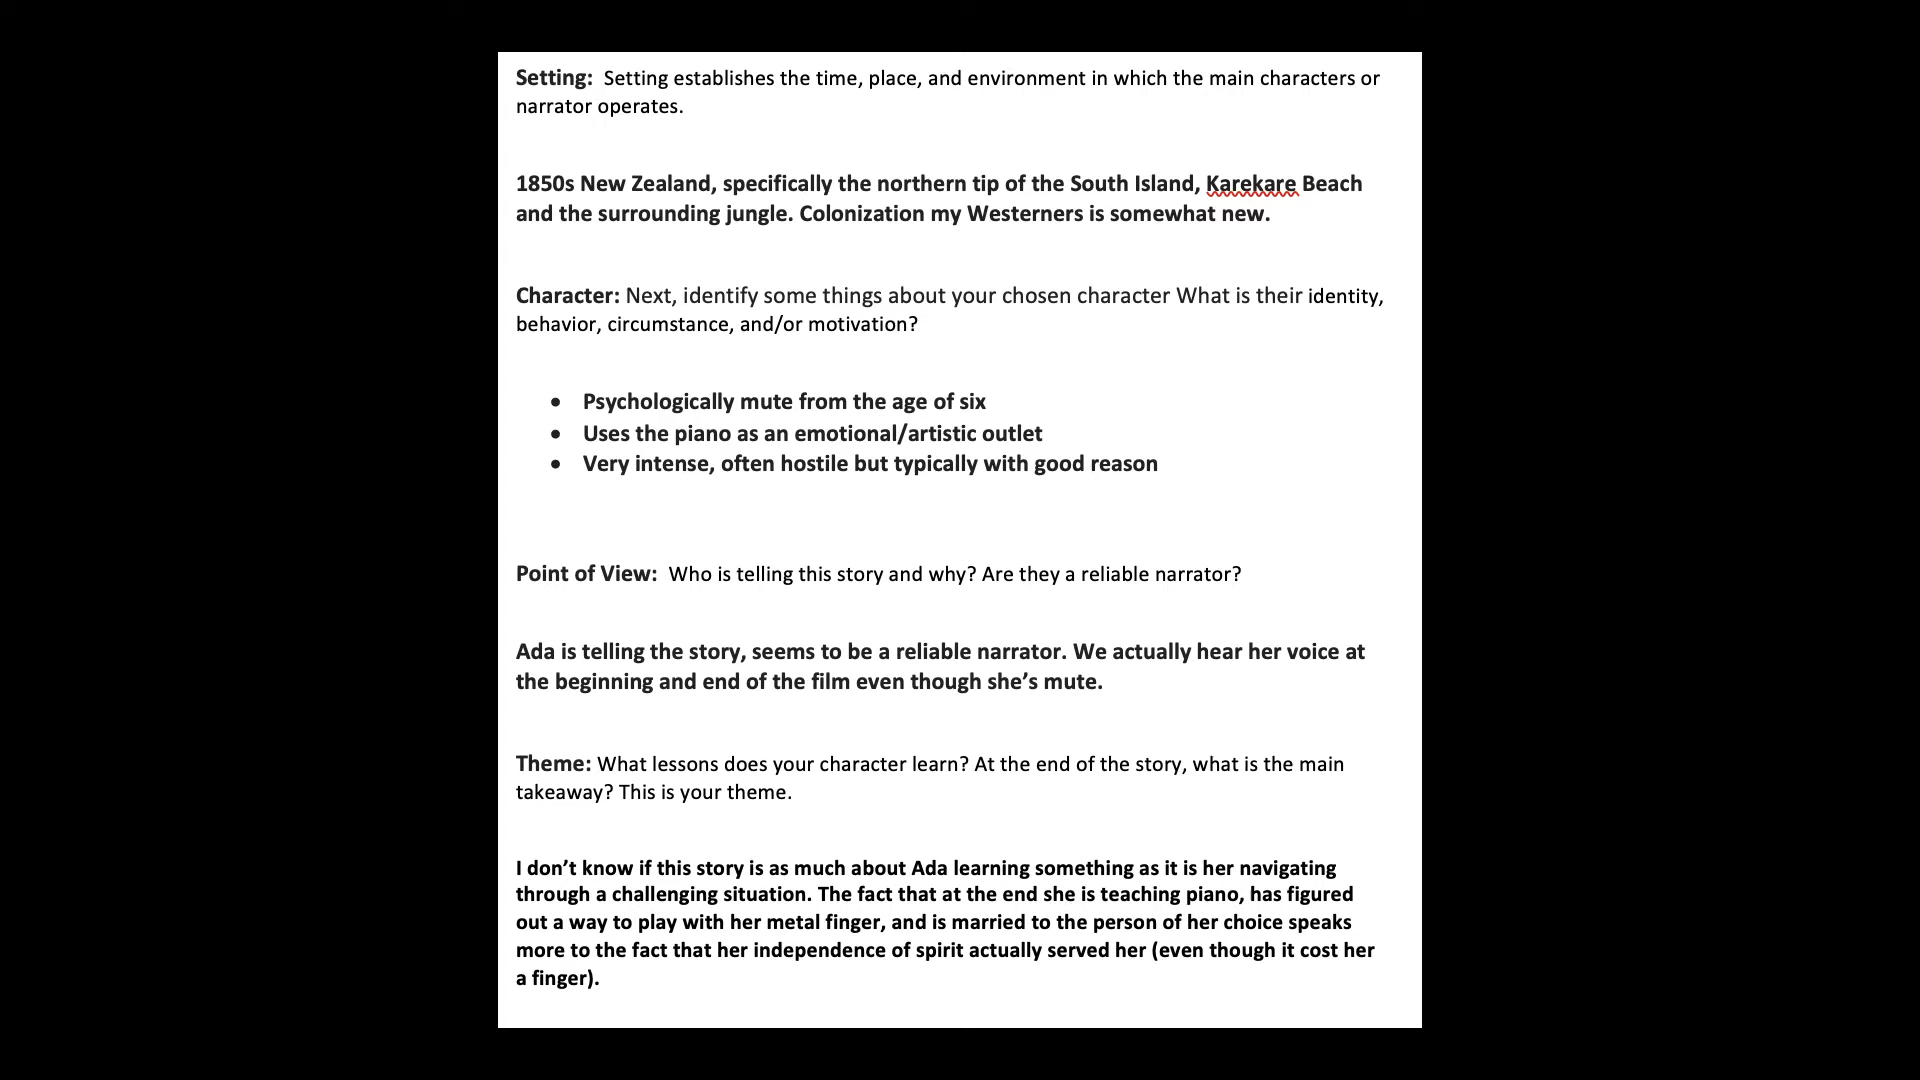 Setting: Setting establishes the time, place, and environment in which the main characters or
narrator operates.
1850s New Zealand, specifically the northern tip of the South Island, Karekare Beach
and the surrounding jungle. Colonization my Westerners is somewhat new.
Character: Next, identify some things about your chosen character What is their identity,
behavior, circumstance, and/or motivation?
• Psychologically mute from the age of six
• Uses the piano as an emotional/artistic outlet
• Very intense, often hostile but typically with good reason
Point of View: Who is telling this story and why? Are they a reliable narrator?
Ada is telling the story, seems to be a reliable narrator. We actually hear her voice at
the beginning and end of the film even though she’s mute.
Theme: What lessons does your character learn? At the end of the story, what is the main
takeaway? This is your theme.
I don’t know if this story is as much about Ada learning something as it is her navigating
through a challenging situation. The fact that at the end she is teaching piano, has figured
out a way to play with her metal finger, and is married to the person of her choice speaks
more to the fact that her independence of spirit actually served her (even though it cost her
a finger).